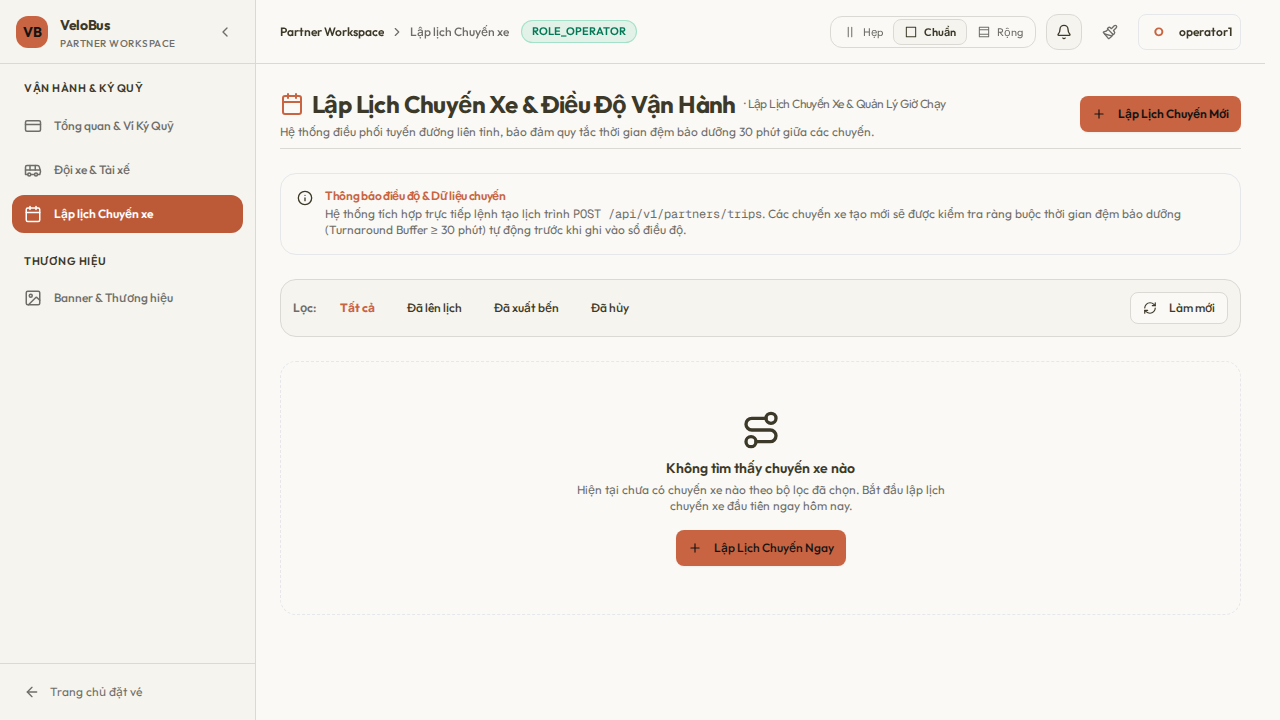 VB
VeloBus
PARTNER WORKSPACE
VẬN HÀNH & KÝ QUỸ
Tổng quan & Ví Ký Quỹ
Đội xe & Tài xế
Lập lịch Chuyến xe
THƯƠNG HIỆU
Banner & Thương hiệu
Trang chủ đặt vé
Partner Workspace
Lập lịch Chuyến xe
ROLE_OPERATOR
Hẹp
Chuẩn
Rộng
O
operator1
Lập Lịch Chuyến Xe & Điều Độ Vận Hành · Lập Lịch Chuyến Xe & Quản Lý Giờ Chạy
Hệ thống điều phối tuyến đường liên tỉnh, bảo đảm quy tắc thời gian đệm bảo dưỡng 30 phút giữa các chuyến.
Lập Lịch Chuyến Mới
Thông báo điều độ & Dữ liệu chuyến
Hệ thống tích hợp trực tiếp lệnh tạo lịch trình POST /api/v1/partners/trips. Các chuyến xe tạo mới sẽ được kiểm tra ràng buộc thời gian đệm bảo dưỡng
(Turnaround Buffer ≥ 30 phút) tự động trước khi ghi vào sổ điều độ.
Lọc:
Tất cả
Đã lên lịch
Đã xuất bến
Đã hủy
Làm mới
Không tìm thấy chuyến xe nào
Hiện tại chưa có chuyến xe nào theo bộ lọc đã chọn. Bắt đầu lập lịch
chuyến xe đầu tiên ngay hôm nay.
Lập Lịch Chuyến Ngay